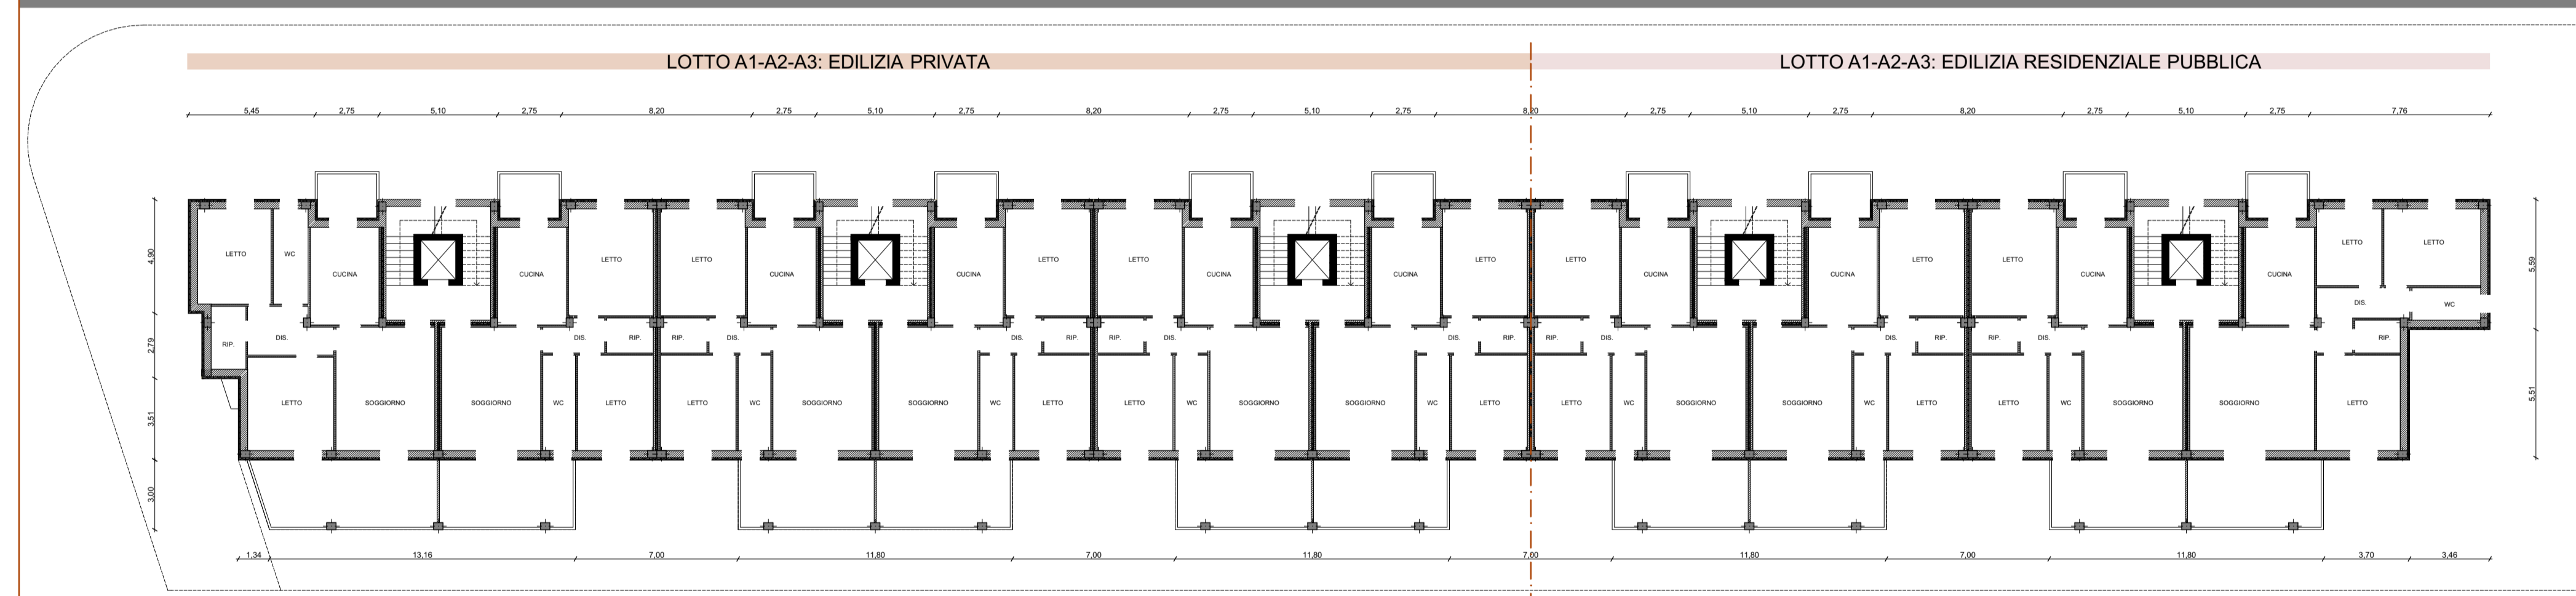 LOTTO A1-A2-A3: EDILIZIA PRIVATA LOTTO A1-A2-A3: EDILIZIA RESIDENZIALE PUBBLICA
5,45 2,75 5,10 2,75 8,20 2,75 5,10 2,75 8,20 2,75 5,10 2,75 8,20 2,75 5,10 2,75 8,20 2,75 5,10 2,75 7,76
LETTO WC LETTO LETTO LETTO LETTO LETTO LETTO LETTO LETTO LETTO LETTO
CUCINA CUCINA CUCINA CUCINA CUCINA CUCINA CUCINA CUCINA CUCINA CUCINA
4,90 5,59
DIS. WC
RIP. DIS. DIS. RIP. RIP. DIS. DIS. RIP. RIP. DIS. DIS. RIP. RIP. DIS. DIS. RIP. RIP. DIS. RIP.
2,79
LETTO SOGGIORNO SOGGIORNO WC LETTO LETTO WC SOGGIORNO SOGGIORNO WC LETTO LETTO WC SOGGIORNO SOGGIORNO WC LETTO LETTO WC SOGGIORNO SOGGIORNO WC LETTO LETTO WC SOGGIORNO SOGGIORNO LETTO
3,51 5,51
3,00
1,34 13,16 7,00 11,80 7,00 11,80 7,00 11,80 7,00 11,80 3,70 3,46